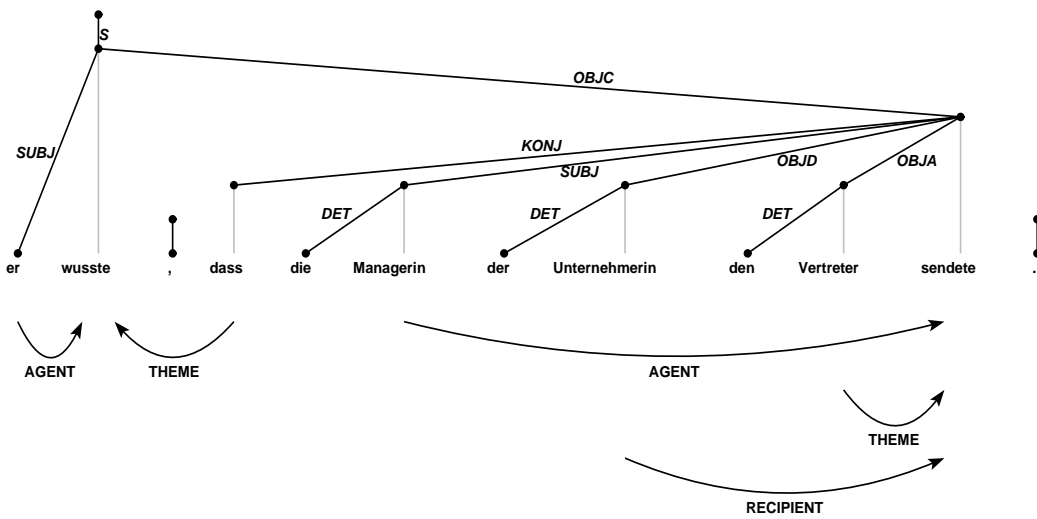 S
OBJC
SUBJ
KONJ
SUBJ
OBJD
OBJA
DET
DET
DET
er wusste , dass die Managerin der Unternehmerin den Vertreter sendete .
AGENT THEME AGENT
THEME
RECIPIENT